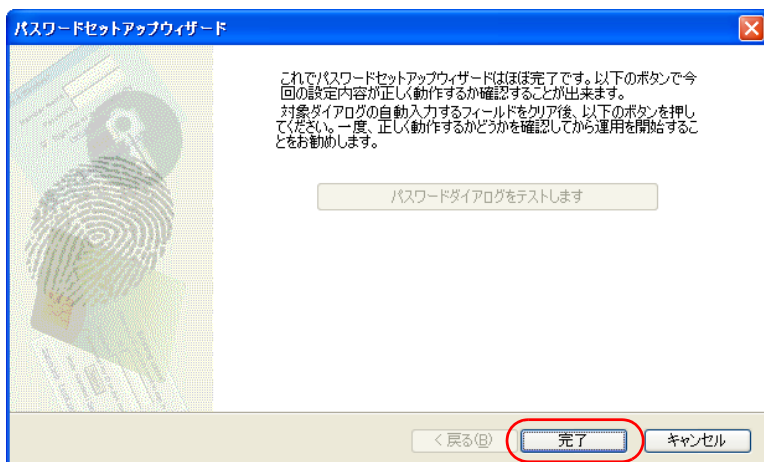 パスワードセットアップウィザード
これでパスワードセットアップウィザードはほぼ完了です。以下のボタンで今
回の設定内容が正しく動作するか確認することが出来ます。
対象ダイアログの自動入力するフィールドをクリア後、以下のボタンを押し
てください。一度、正しく動作するかどうかを確認してから運用を開始するこ
とをお勧めします。
パスワードダイアログをテストします
< 戻る(B)
完了
キャンセル